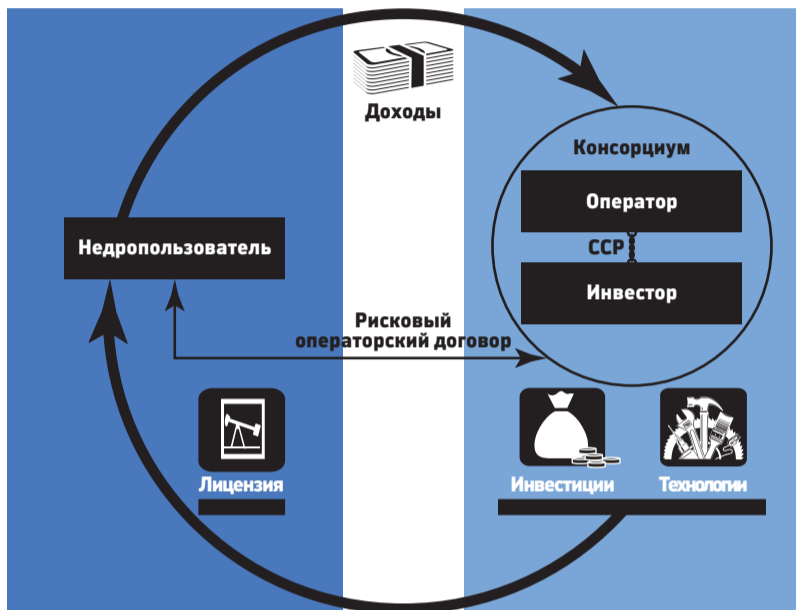 Доходы
Консорциум
Оператор
ССР
Инвестор
Недропользователь
Рисковый
операторский договор
Лицензия
Инвестиции
Технологии